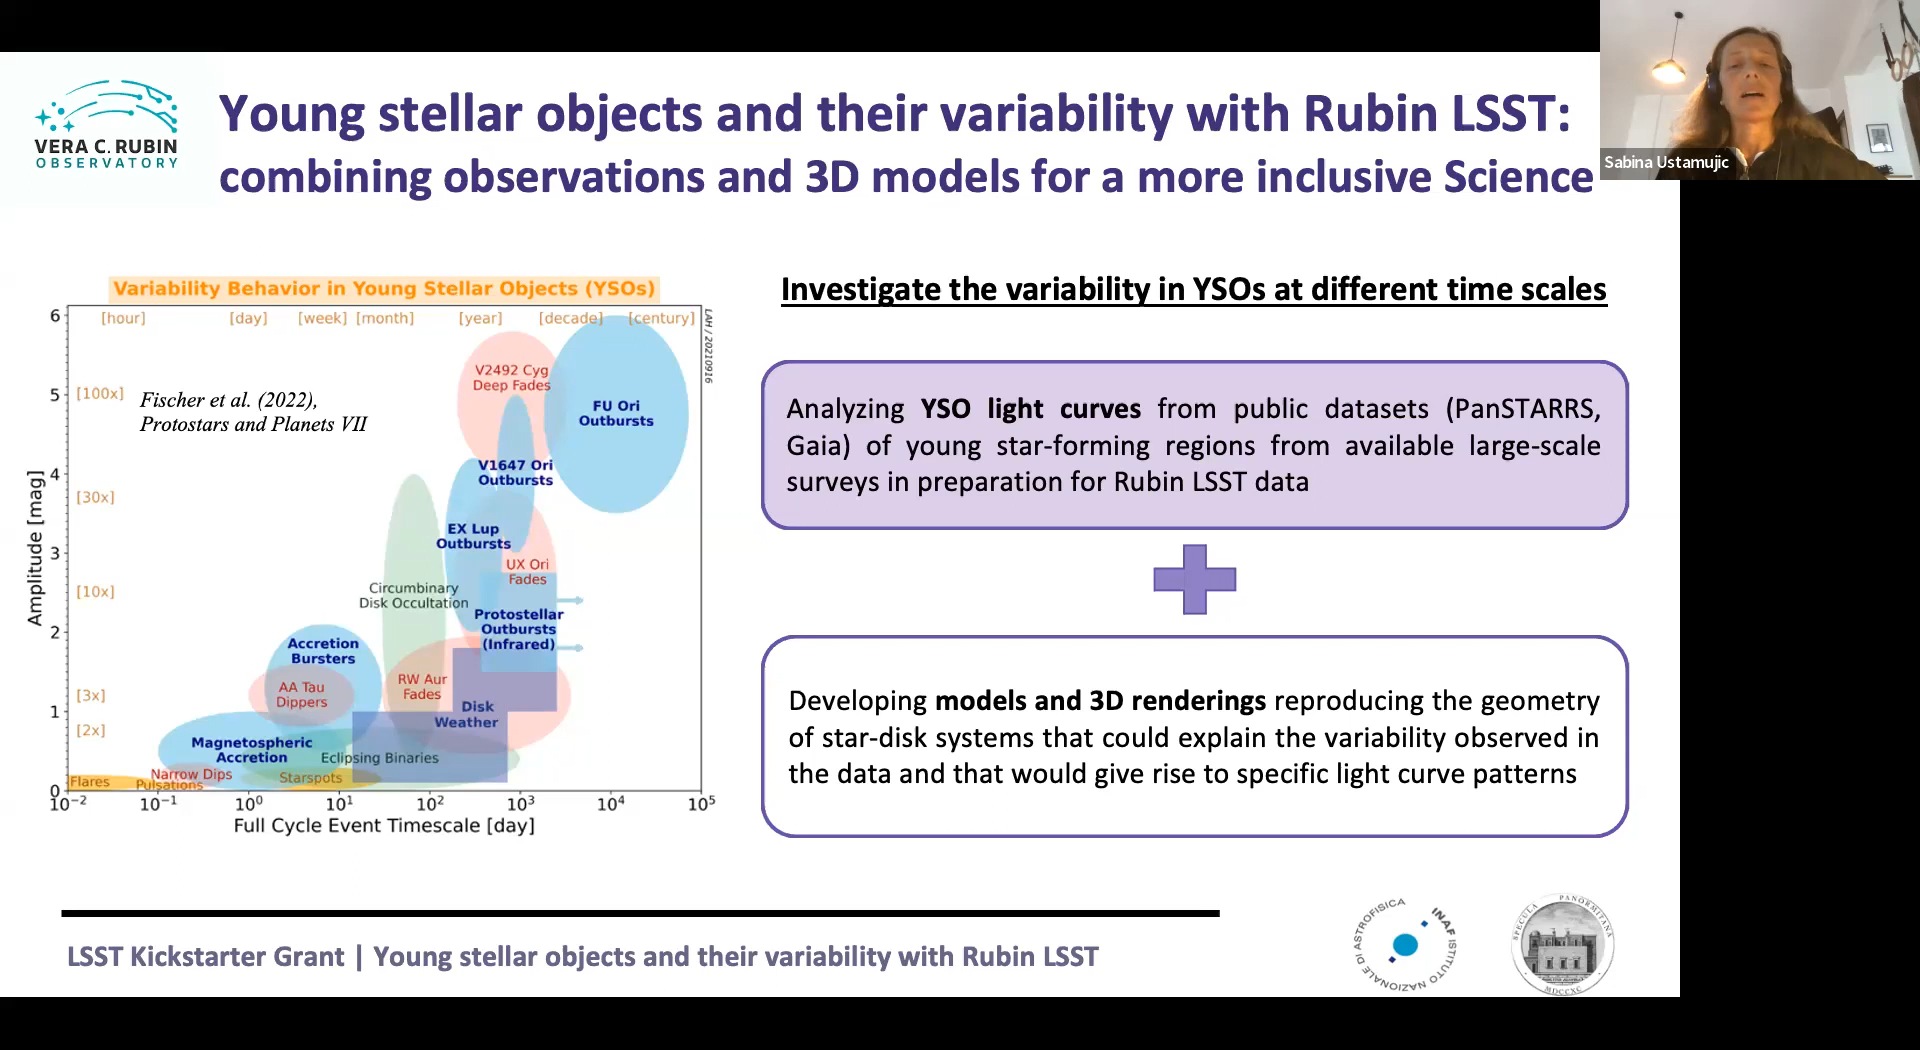 VERA C. RUBIN
OBSERVATORY
Young stellar objects and their variability with Rubin LSST:
combining observations and 3D models for a more inclusive Science
Sabina Ustamujic
Variability Behavior in Young Stellar Objects (YSOs)
[hour] [day] [week] [month] [year] [decade] [century]
LAH / 20210916
Amplitude [mag]
6
5
4
3
2
1
0
[100x]
[30x]
[10x]
[3x]
[2x]
Fischer et al. (2022),
Protostars and Planets VII
V2492 Cyg
Deep Fades
FU Ori
Outbursts
V1647 Ori
Outbursts
EX Lup
Outbursts
UX Ori
Fades
Circumbinary
Disk Occultation
Protostellar
Outbursts
(Infrared)
Accretion
Bursters
AA Tau
Dippers
RW Aur
Fades
Disk
Weather
Magnetospheric
Accretion
Eclipsing Binaries
Narrow Dips
Starspots
Flares
Pulsations
10⁻² 10⁻¹ 10⁰ 10¹ 10² 10³ 10⁴ 10⁵
Full Cycle Event Timescale [day]
Investigate the variability in YSOs at different time scales
Analyzing YSO light curves from public datasets (PanSTARRS,
Gaia) of young star-forming regions from available large-scale
surveys in preparation for Rubin LSST data
Developing models and 3D renderings reproducing the geometry
of star-disk systems that could explain the variability observed in
the data and that would give rise to specific light curve patterns
LSST Kickstarter Grant | Young stellar objects and their variability with Rubin LSST
INAF ISTITUTO NAZIONALE DI ASTROFISICA
SPECULA PANORMITANA
MDCCXC